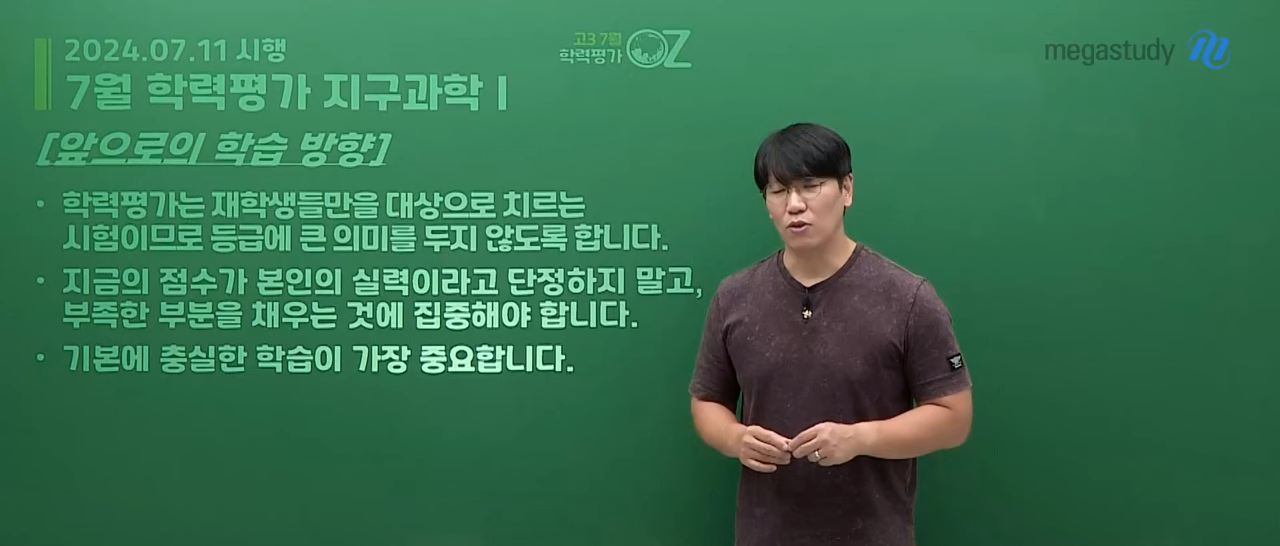 2024.07.11 시행
7월 학력평가 지구과학 I
고3 7월
학력평가 OZ
megastudy
[앞으로의 학습 방향]
• 학력평가는 재학생들만을 대상으로 치르는
시험이므로 등급에 큰 의미를 두지 않도록 합니다.
• 지금의 점수가 본인의 실력이라고 단정하지 말고,
부족한 부분을 채우는 것에 집중해야 합니다.
• 기본에 충실한 학습이 가장 중요합니다.